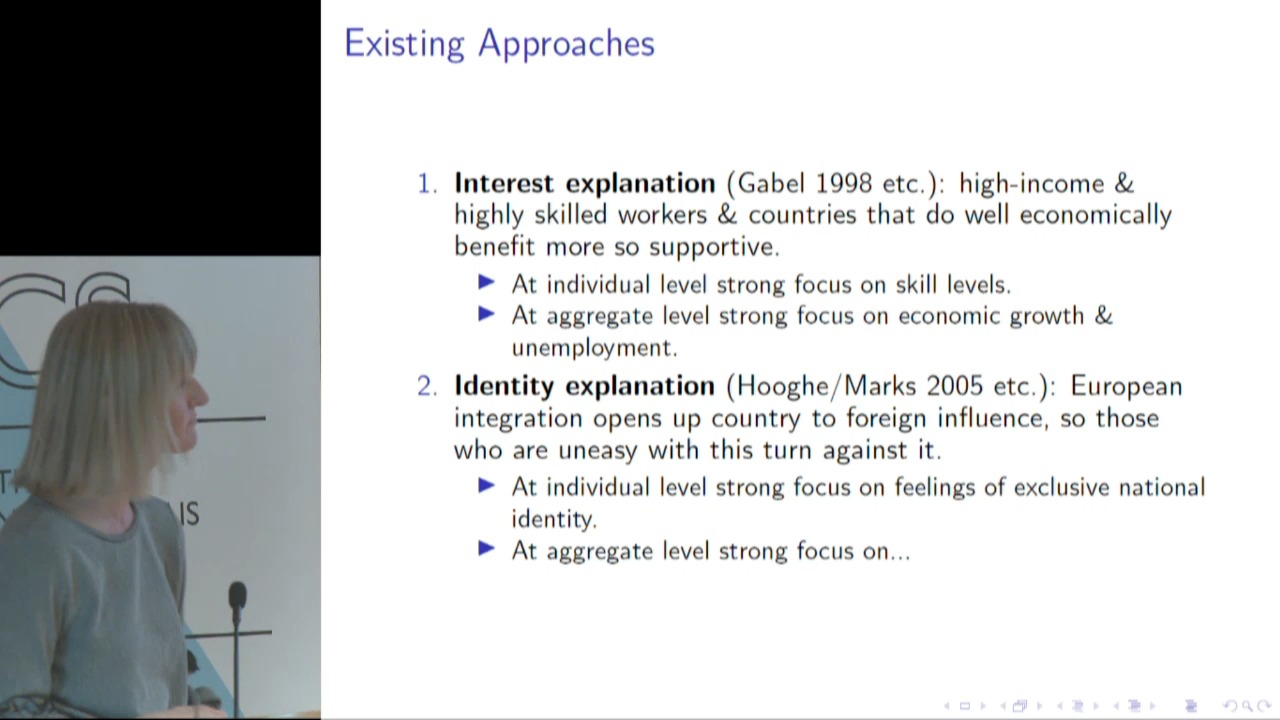 Existing Approaches
1. Interest explanation (Gabel 1998 etc.): high-income &
highly skilled workers & countries that do well economically
benefit more so supportive.
▶ At individual level strong focus on skill levels.
▶ At aggregate level strong focus on economic growth &
unemployment.
2. Identity explanation (Hooghe/Marks 2005 etc.): European
integration opens up country to foreign influence, so those
who are uneasy with this turn against it.
▶ At individual level strong focus on feelings of exclusive national
identity.
▶ At aggregate level strong focus on...
IS